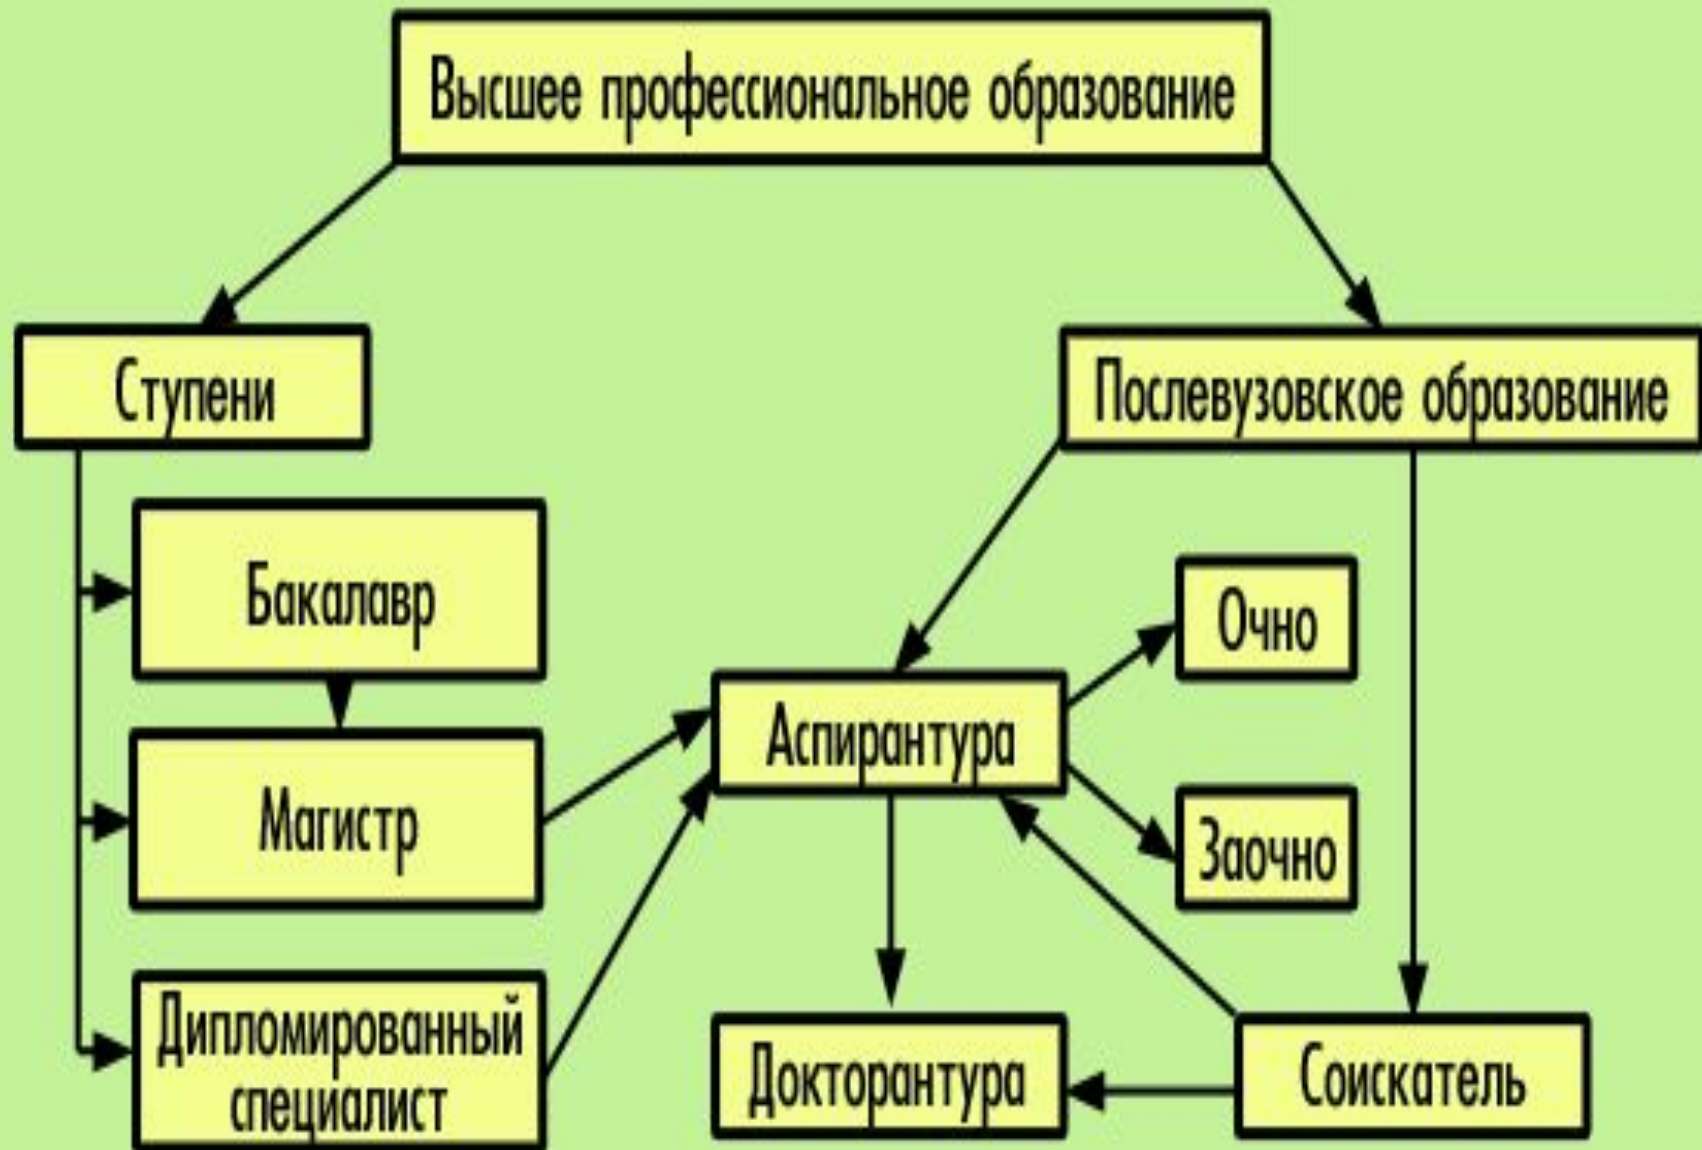 Высшее профессиональное образование
Ступени
Послевузовское образование
Бакалавр
Очно
Аспирантура
Магистр
Заочно
Дипломированный
специалист
Докторантура
Соискатель